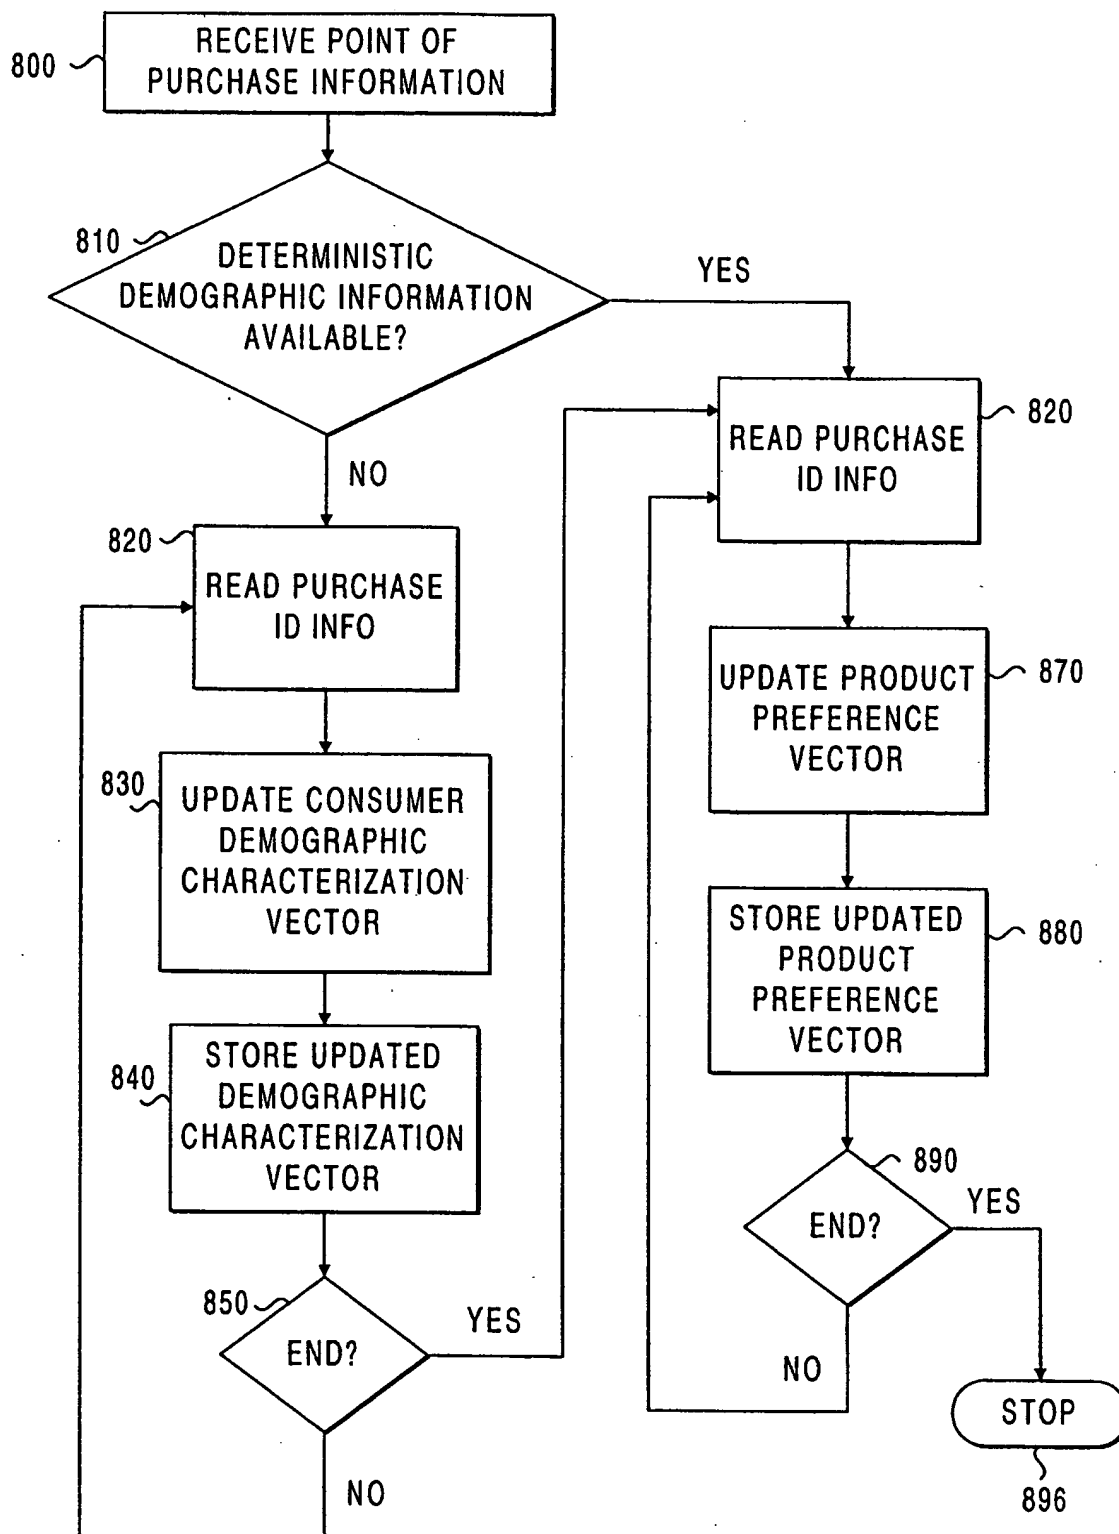 800
RECEIVE POINT OF
PURCHASE INFORMATION
810
DETERMINISTIC
DEMOGRAPHIC INFORMATION
AVAILABLE?
YES
NO
820
READ PURCHASE
ID INFO
830
UPDATE CONSUMER
DEMOGRAPHIC
CHARACTERIZATION
VECTOR
840
STORE UPDATED
DEMOGRAPHIC
CHARACTERIZATION
VECTOR
850
END?
YES
NO
820
READ PURCHASE
ID INFO
870
UPDATE PRODUCT
PREFERENCE
VECTOR
880
STORE UPDATED
PRODUCT
PREFERENCE
VECTOR
890
END?
YES
NO
STOP
896